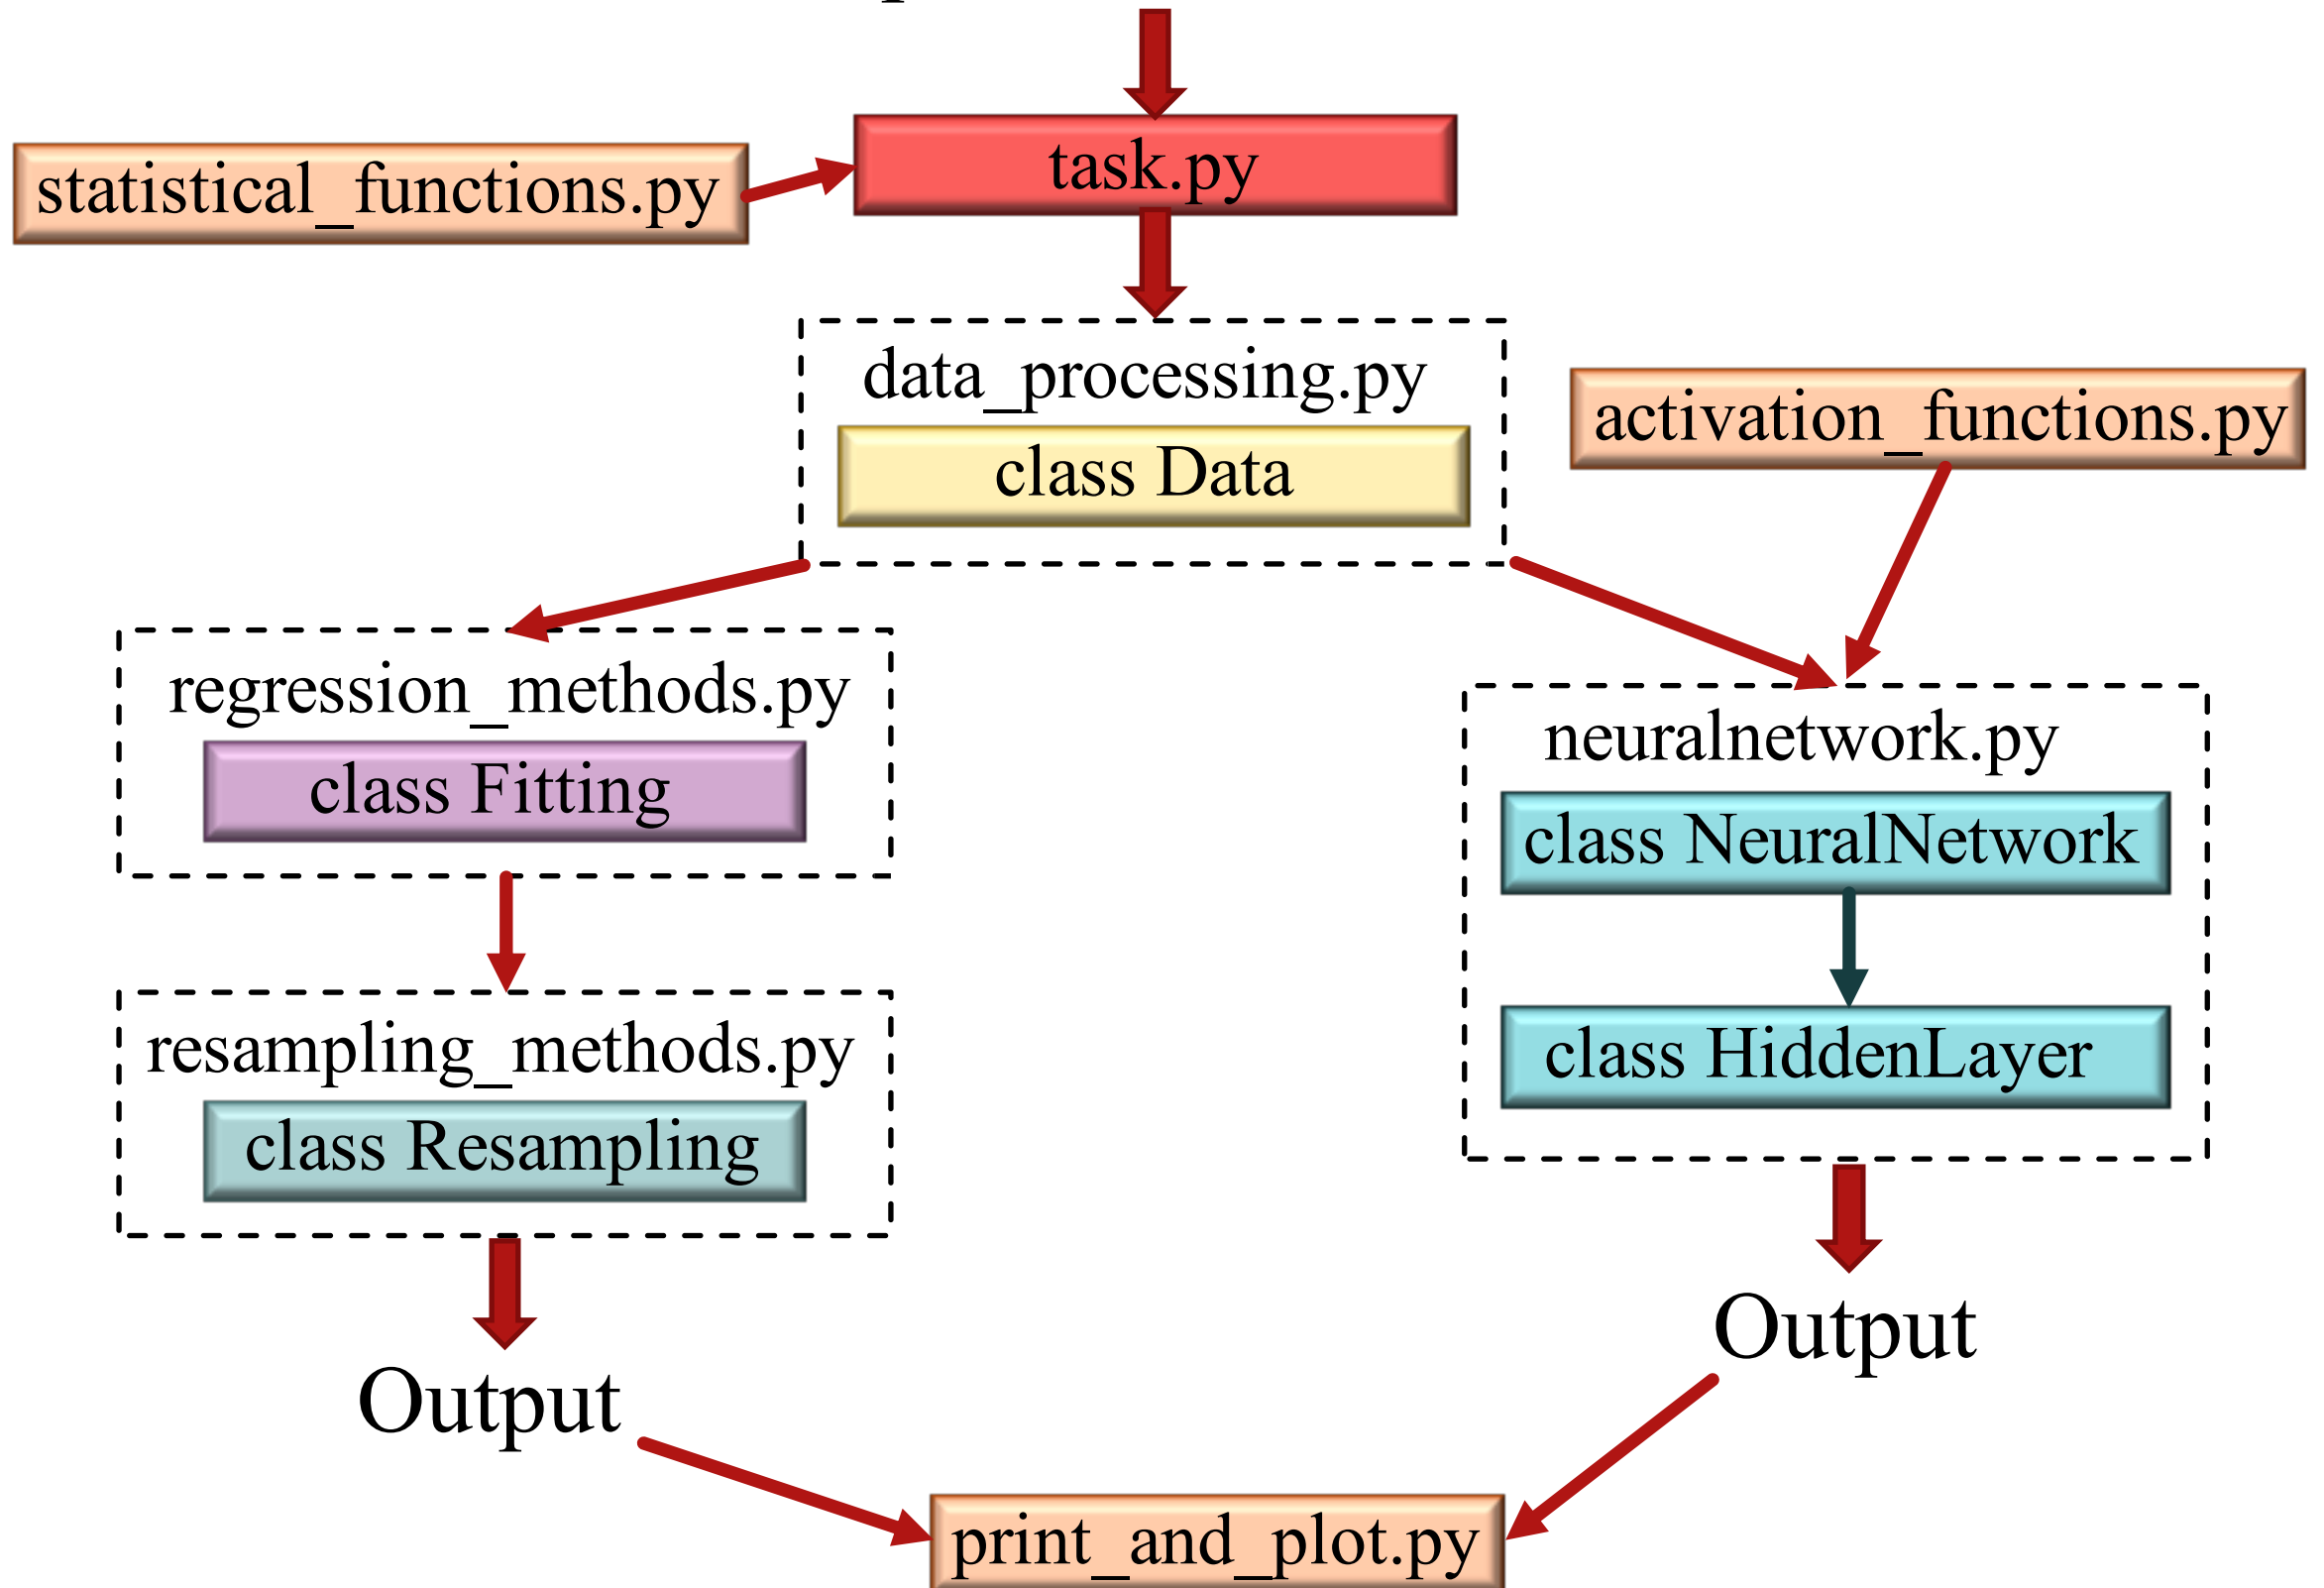 task.py
statistical_functions.py
data_processing.py
class Data
activation_functions.py
regression_methods.py
class Fitting
neuralnetwork.py
class NeuralNetwork
resampling_methods.py
class Resampling
class HiddenLayer
Output
Output
print_and_plot.py